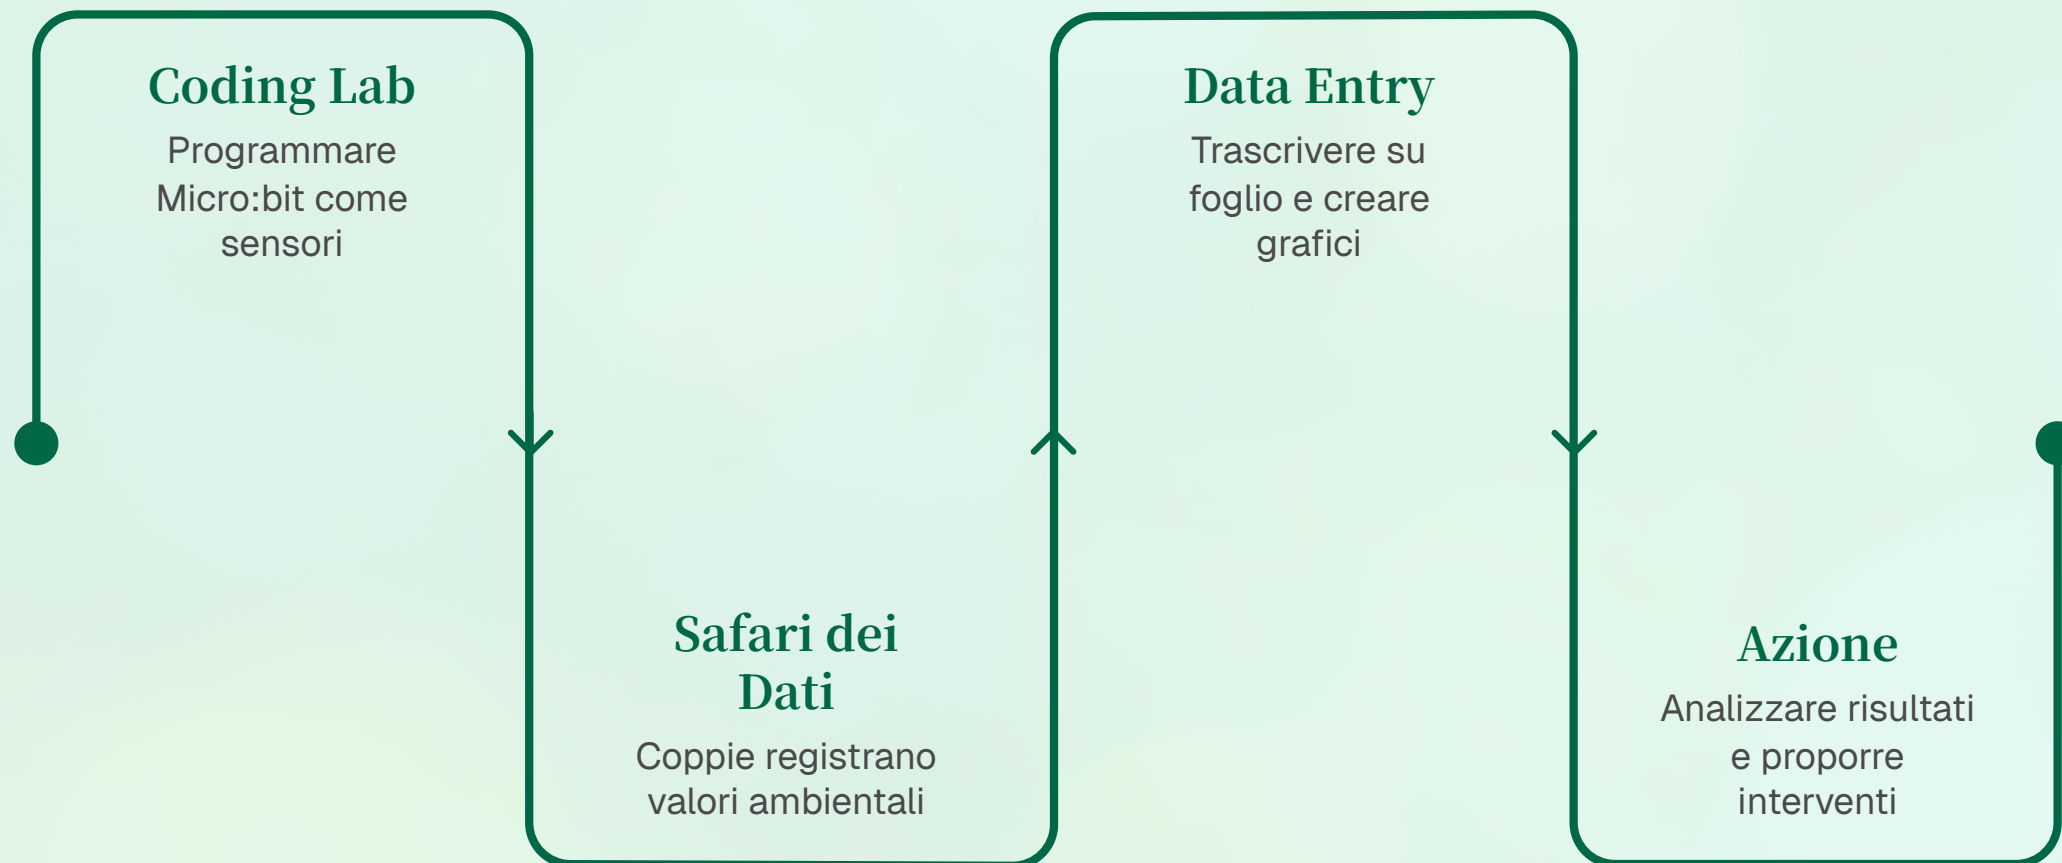 Coding Lab
Programmare
Micro:bit come
sensori
Safari dei
Dati
Coppie registrano
valori ambientali
Data Entry
Trascrivere su
foglio e creare
grafici
Azione
Analizzare risultati
e proporre
interventi